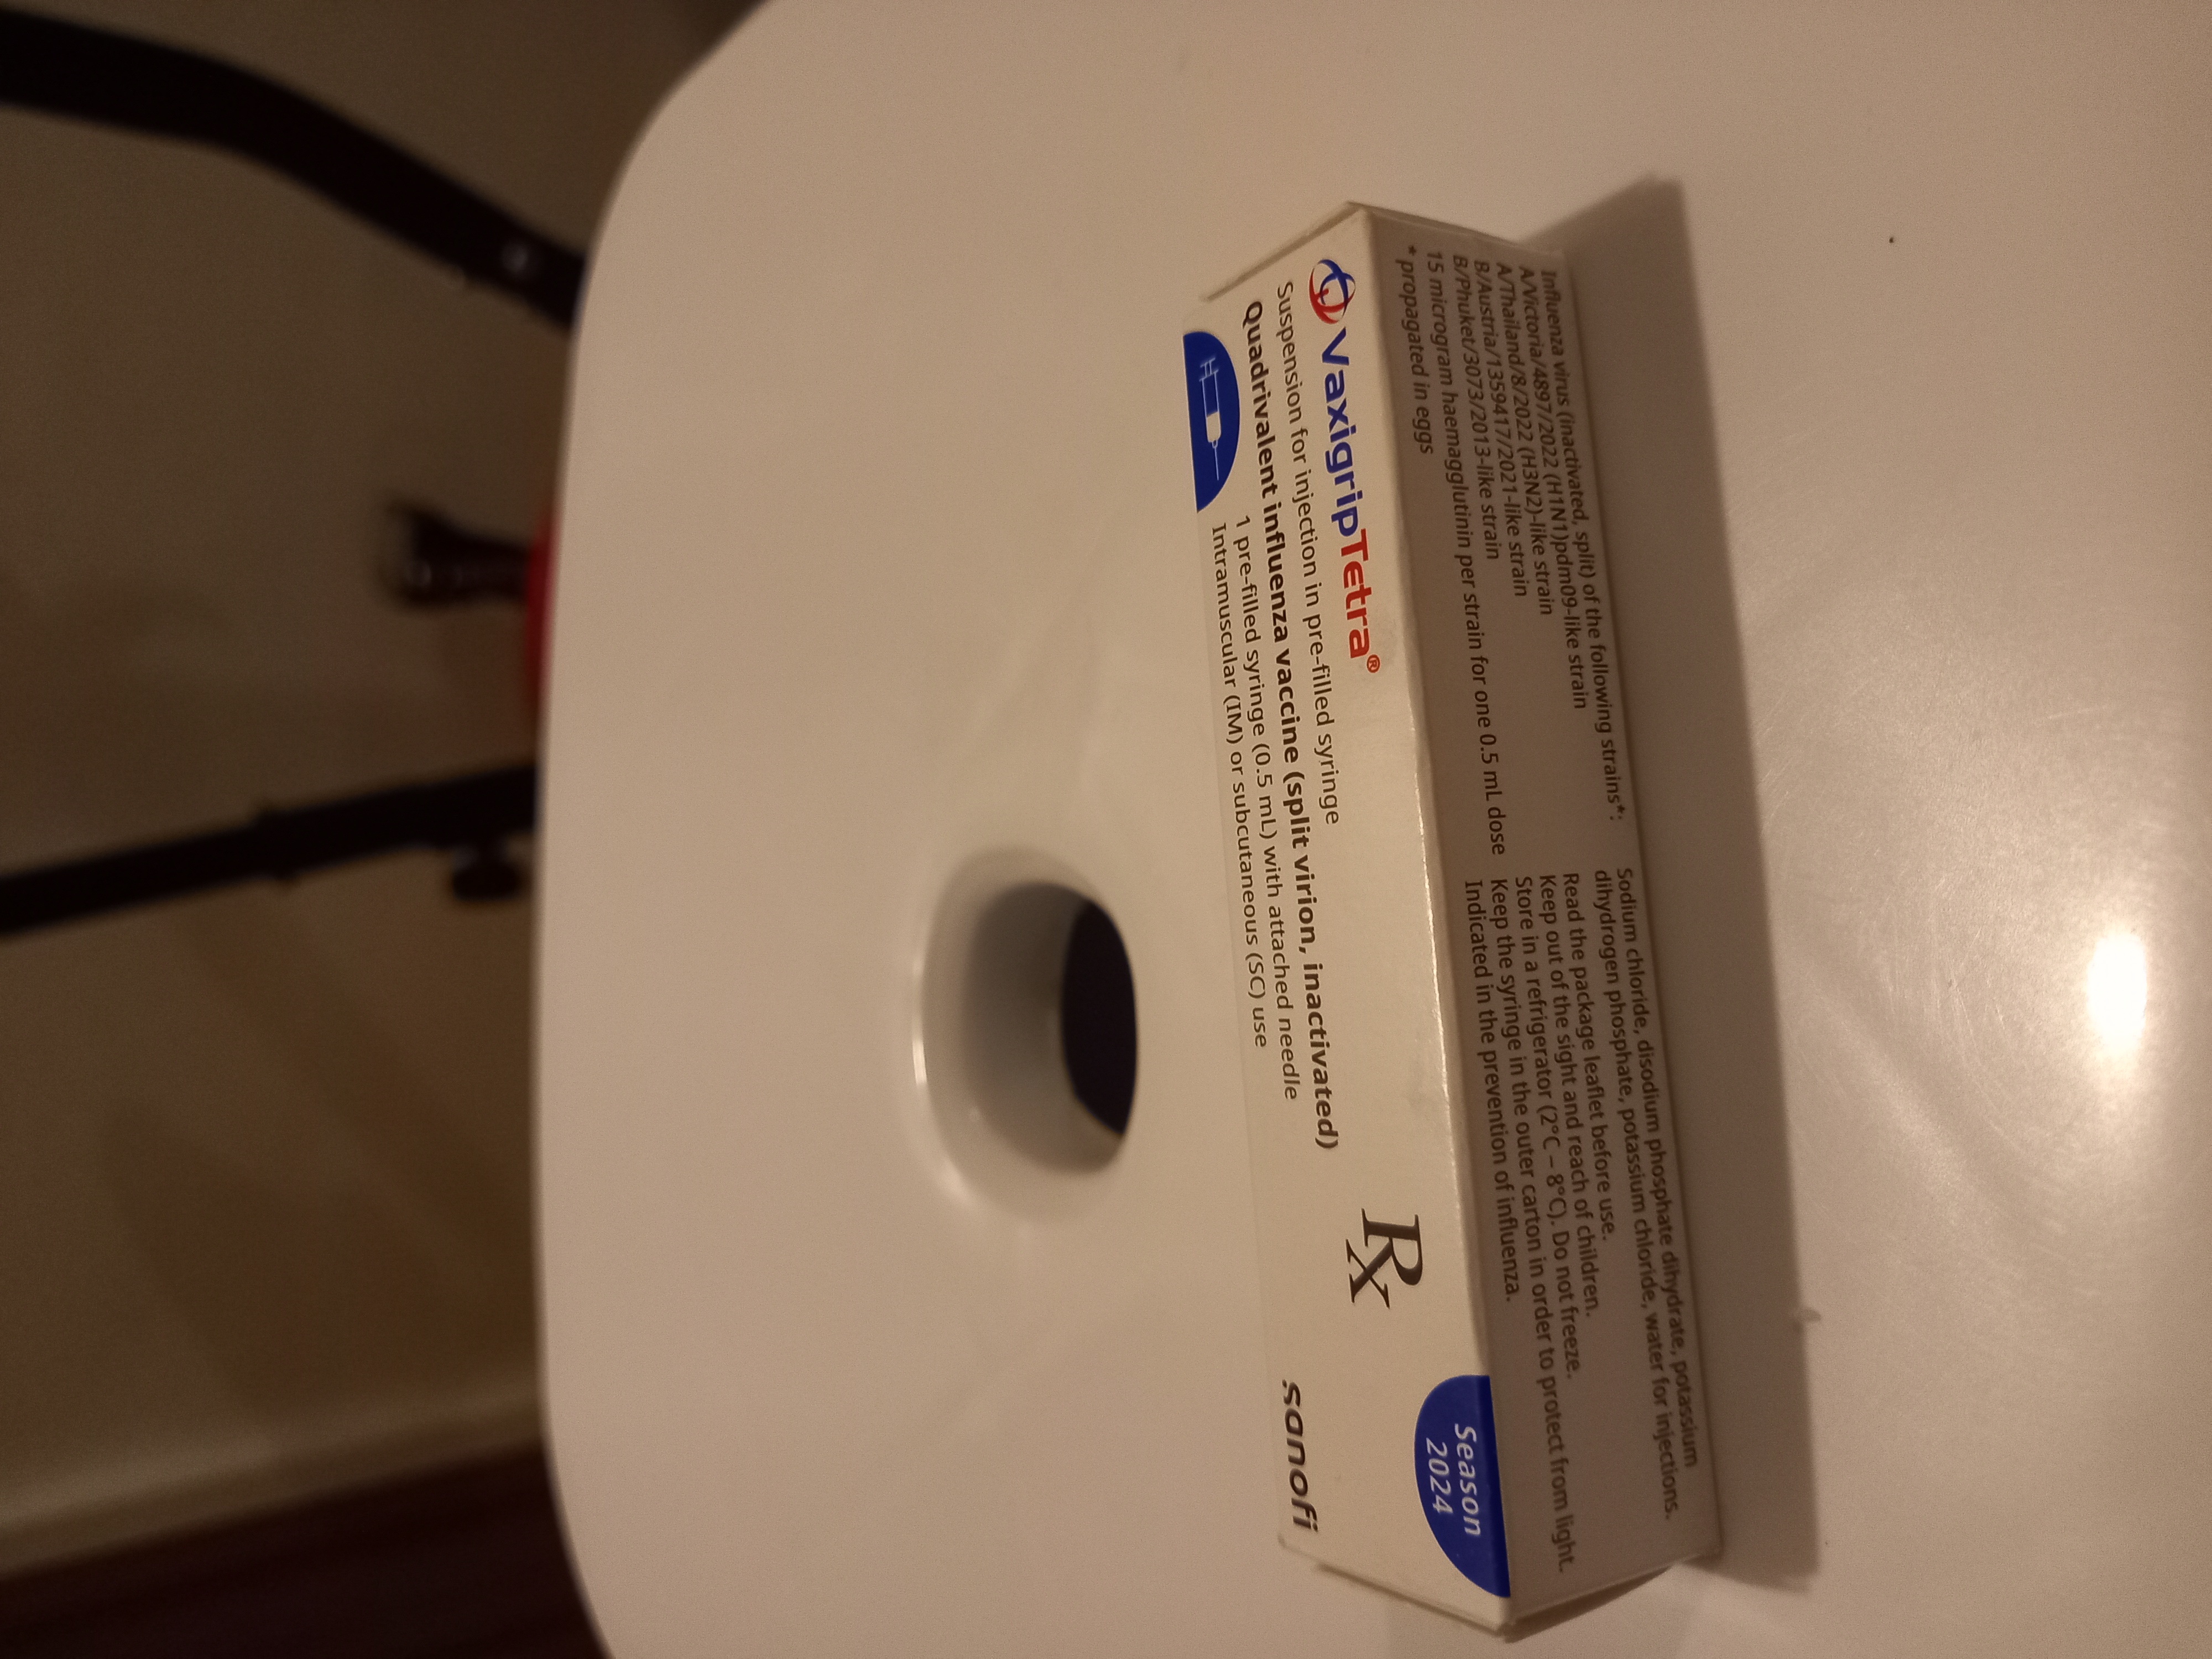 Influenza virus (inactivated, split) of the following strains*:
A/Victoria/4897/2022 (H1N1)pdm09-like strain
A/Thailand/8/2022 (H3N2)-like strain
B/Austria/1359417/2021-like strain
B/Phuket/3073/2013-like strain
15 microgram haemagglutinin per strain for one 0.5 mL dose
* propagated in eggs
Sodium chloride, disodium phosphate dihydrate, potassium
dihydrogen phosphate, potassium chloride, water for injections.
Read the package leaflet before use.
Keep out of the sight and reach of children.
Store in a refrigerator (2°C – 8°C). Do not freeze.
Keep the syringe in the outer carton in order to protect from light.
Indicated in the prevention of influenza.
VaxigripTetra®
Suspension for injection in pre-filled syringe
Quadrivalent influenza vaccine (split virion, inactivated)
1 pre-filled syringe (0.5 mL) with attached needle
Intramuscular (IM) or subcutaneous (SC) use
Rx
Season
2024
sanofi